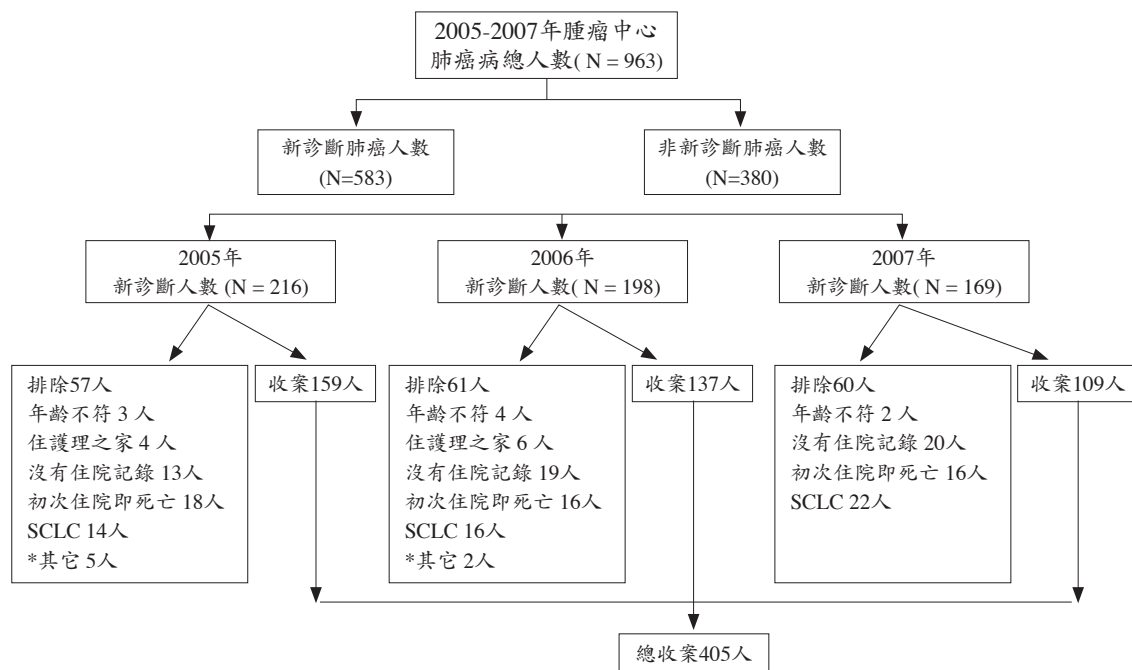 2005-2007年腫瘤中心
肺癌病總人數( N = 963)
新診斷肺癌人數
(N=583)
非新診斷肺癌人數
(N=380)
2005年
新診斷人數 (N = 216)
2006年
新診斷人數( N = 198)
2007年
新診斷人數( N = 169)
排除57人
年齡不符 3 人
住護理之家 4 人
沒有住院記錄 13人
初次住院即死亡 18人
SCLC 14人
*其它 5人
收案159人
排除61人
年齡不符 4 人
住護理之家 6 人
沒有住院記錄 19人
初次住院即死亡 16人
SCLC 16人
*其它 2人
收案137人
排除60人
年齡不符 2 人
沒有住院記錄 20人
初次住院即死亡 16人
SCLC 22人
收案109人
總收案405人